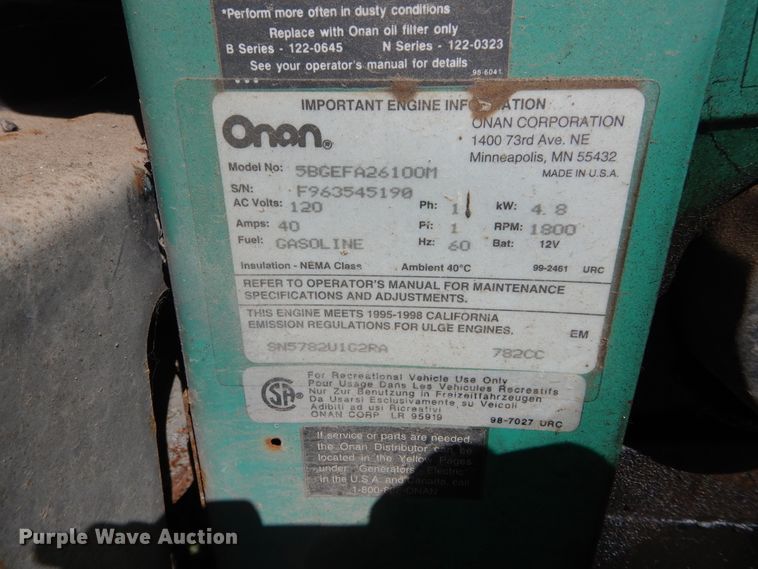 *Perform more often in dusty conditions
Replace with Onan oil filter only
B Series - 122-0645 N Series - 122-0323
See your operator's manual for details
98-6041
IMPORTANT ENGINE INFORMATION
Onan®
ONAN CORPORATION
1400 73rd Ave. NE
Minneapolis, MN 55432
MADE IN U.S.A.
Model No: 5BGEFA26100M
S/N: F963545190
AC Volts: 120 Ph: 1 kW: 4.8
Amps: 40 Pf: 1 RPM: 1800
Fuel: GASOLINE Hz: 60 Bat: 12V
Insulation - NEMA Class Ambient 40°C 99-2461 URC
REFER TO OPERATOR'S MANUAL FOR MAINTENANCE
SPECIFICATIONS AND ADJUSTMENTS.
THIS ENGINE MEETS 1995-1998 CALIFORNIA
EMISSION REGULATIONS FOR ULGE ENGINES. EM
SN5782U1G2RA 782CC
CSA®
For Recreational Vehicle Use Only
Pour Usage Dans Les Vehicules Recreatifs
Nur Zur Benutzung in Freizeitfahrzeugen
Da Usarsi Esclusivamente su Veicoli
Adibiti ad usi Ricreativi
ONAN CORP LR 95919 98-7027 URC
If service or parts are needed,
the Onan Distributor can be
located in the Yellow Pages
under Generators - Electric
in the U.S.A. and Canada, call
1-800- -ONAN
Purple Wave Auction